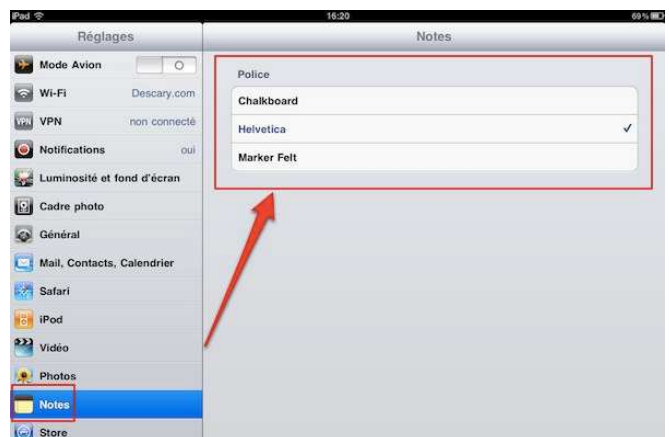 iPad 16:20 69 %
Réglages
Notes
Mode Avion
Wi-Fi Descary.com
VPN VPN non connecté
Notifications oui
Luminosité et fond d'écran
Cadre photo
Général
Mail, Contacts, Calendrier
Safari
iPod
Vidéo
Photos
Notes
Store
Police
Chalkboard
Helvetica
Marker Felt